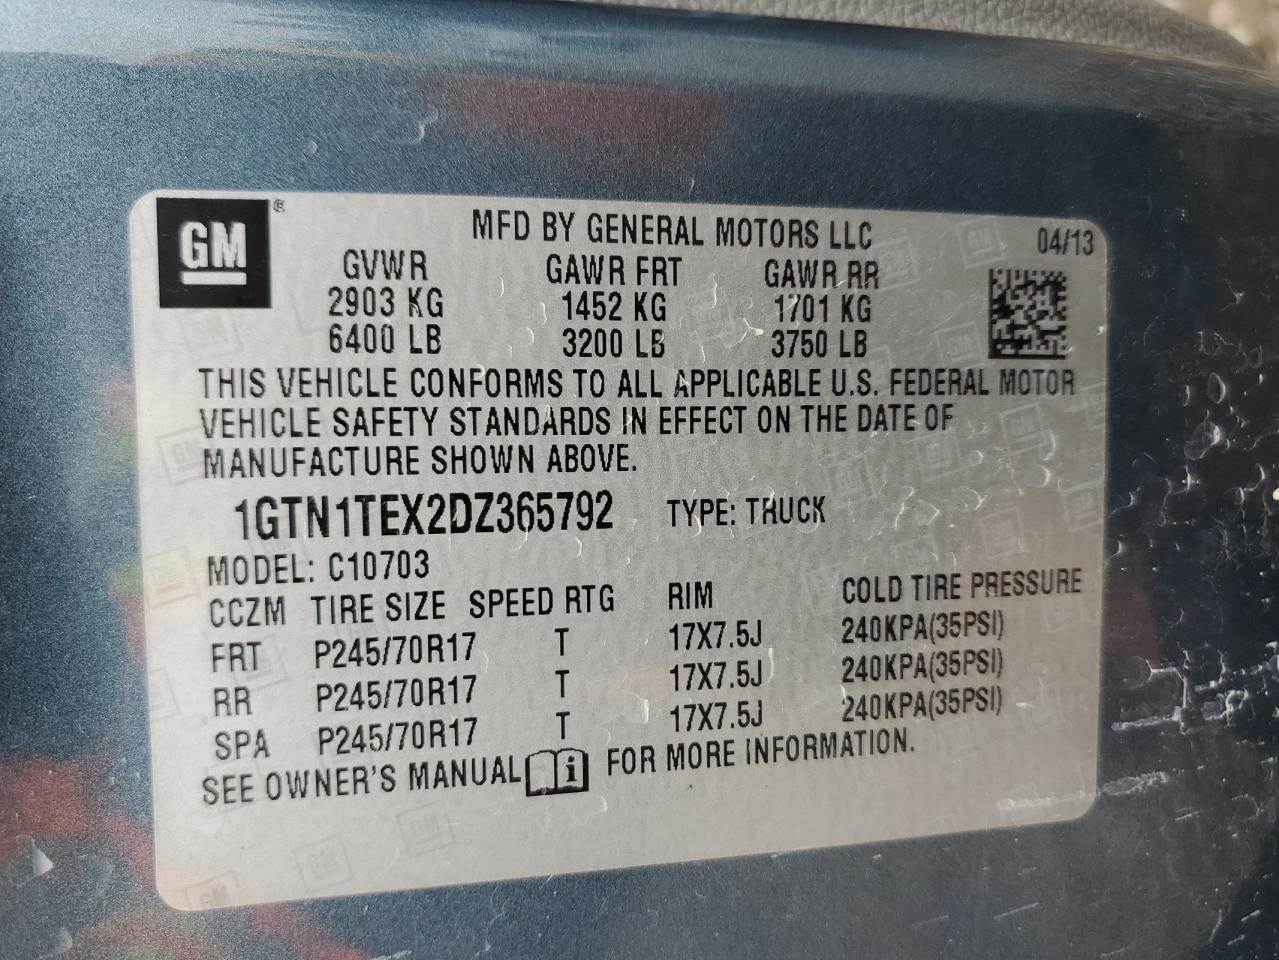 GM®
MFD BY GENERAL MOTORS LLC 04/13
GVWR GAWR FRT GAWR RR
2903 KG 1452 KG 1701 KG
6400 LB 3200 LB 3750 LB
THIS VEHICLE CONFORMS TO ALL APPLICABLE U.S. FEDERAL MOTOR
VEHICLE SAFETY STANDARDS IN EFFECT ON THE DATE OF
MANUFACTURE SHOWN ABOVE.
1GTN1TEX2DZ365792 TYPE: TRUCK
MODEL: C10703
CCZM TIRE SIZE SPEED RTG RIM COLD TIRE PRESSURE
FRT P245/70R17 T 17X7.5J 240KPA(35PSI)
RR P245/70R17 T 17X7.5J 240KPA(35PSI)
SPA P245/70R17 T 17X7.5J 240KPA(35PSI)
SEE OWNER'S MANUAL i FOR MORE INFORMATION.